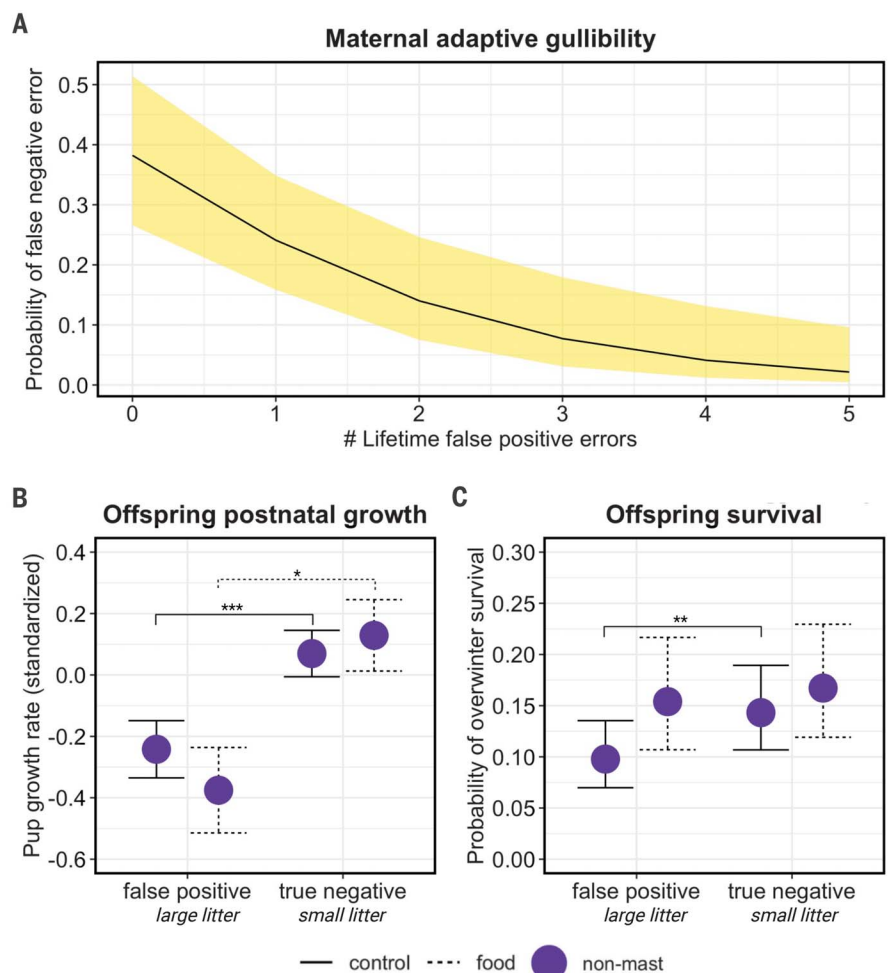 A
Maternal adaptive gullibility
Probability of false negative error
0.5
0.4
0.3
0.2
0.1
0.0
0 1 2 3 4 5
# Lifetime false positive errors
B
Offspring postnatal growth
Pup growth rate (standardized)
0.4
0.2
0.0
-0.2
-0.4
-0.6
***
*
false positive true negative
large litter small litter
C
Offspring survival
Probability of overwinter survival
0.30
0.25
0.20
0.15
0.10
0.05
0.00
**
false positive true negative
large litter small litter
control food non-mast